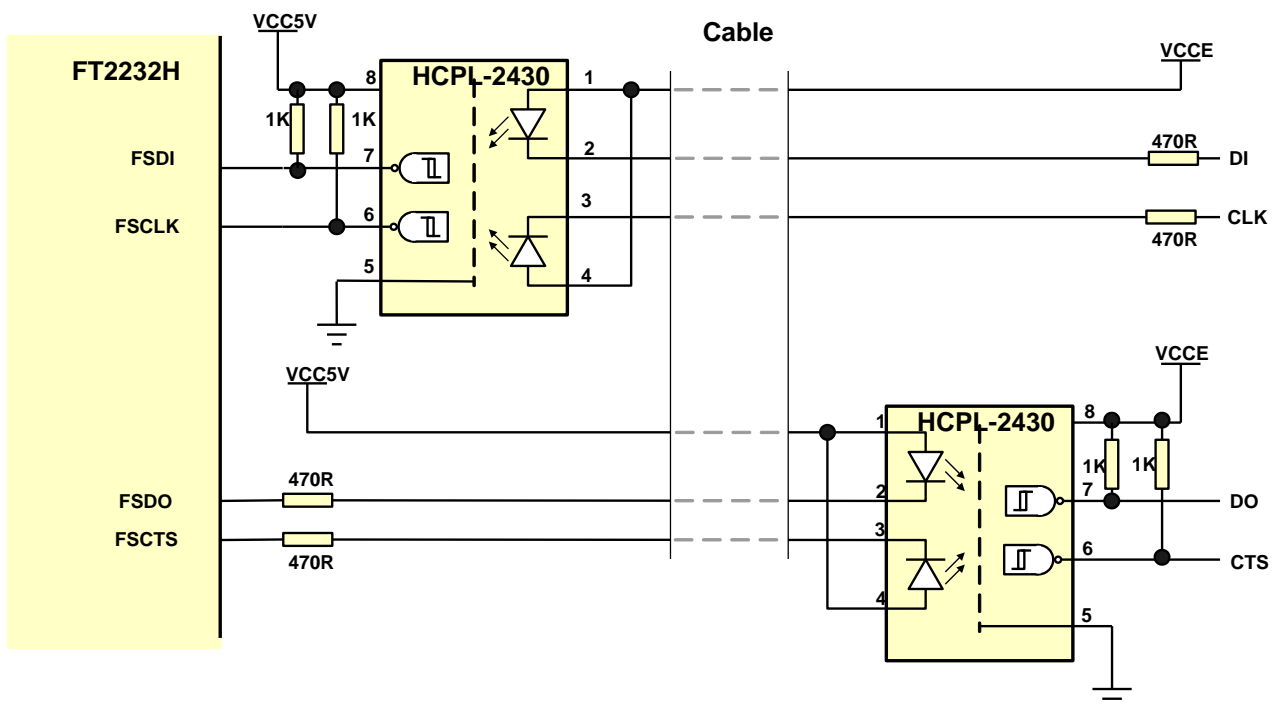 VCC5V
Cable
FT2232H
HCPL-2430
VCCE
8
1
1K
1K
470R
FSDI
7
2
DI
3
FSCLK
6
CLK
470R
5
4
VCC5V
VCCE
1
HCPL-2430
8
470R
1K
1K
FSDO
2
7
DO
FSCTS
3
470R
6
CTS
4
5